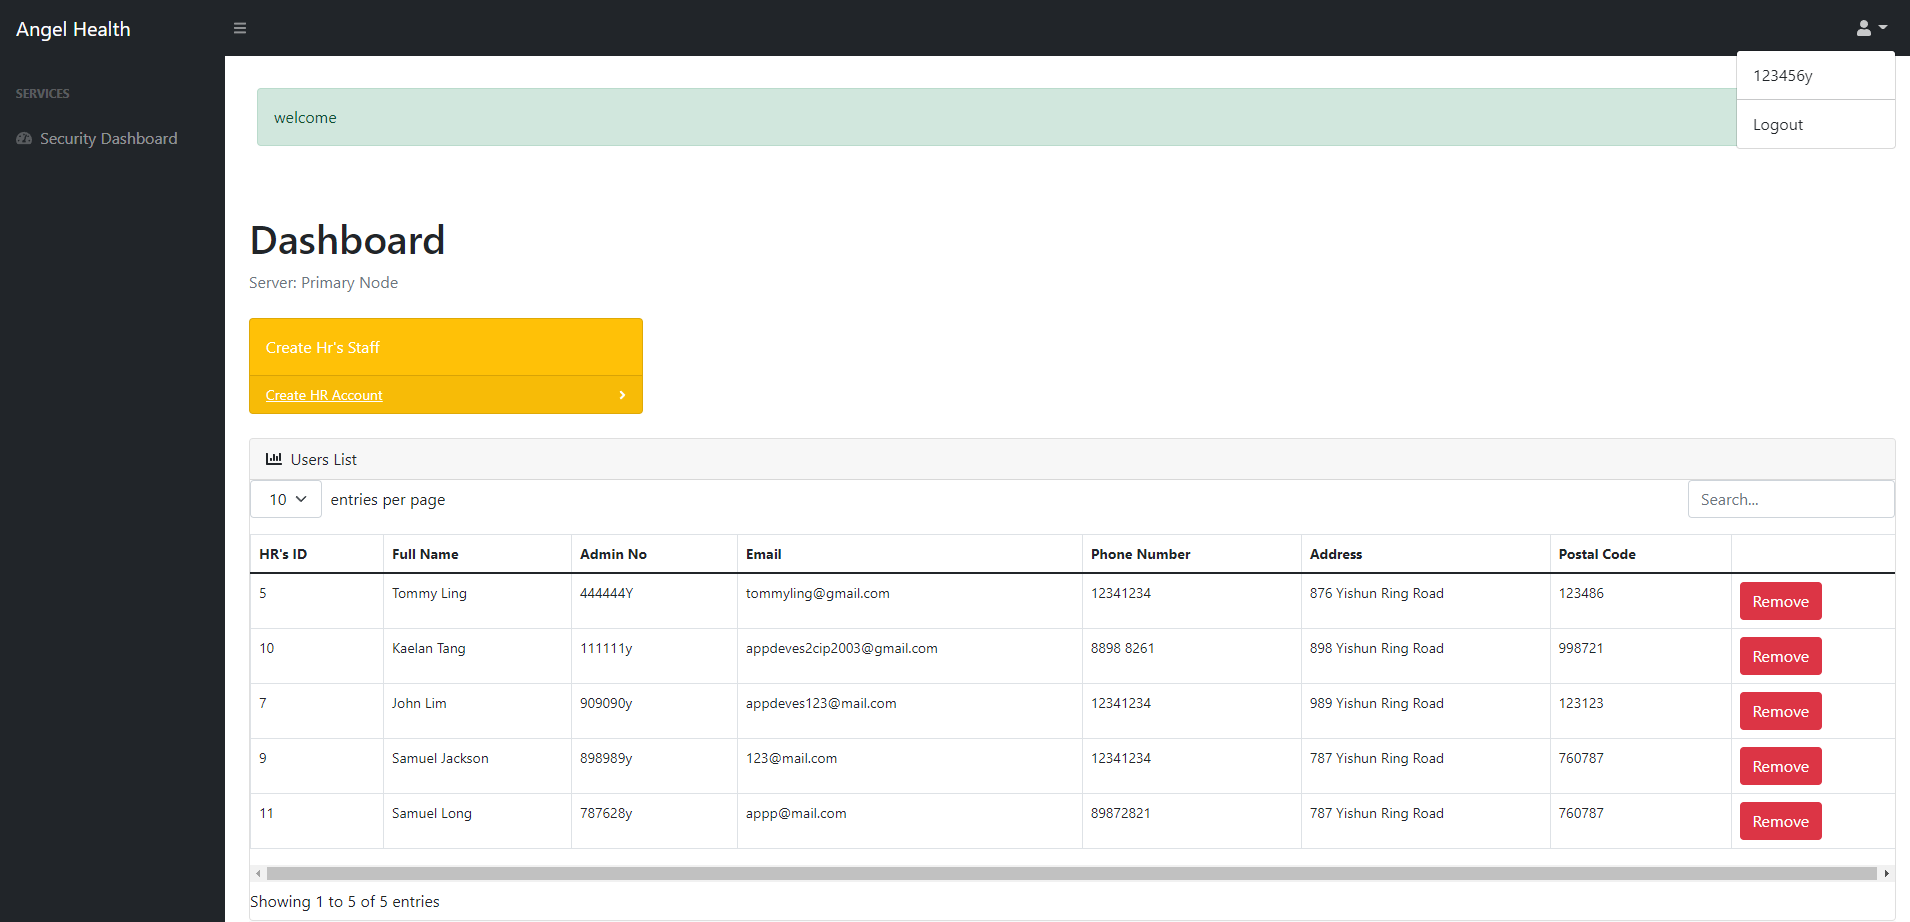 Angel Health
SERVICES
Security Dashboard
123456y
Logout
welcome
Dashboard
Server: Primary Node
Create Hr's Staff
Create HR Account
Users List
10 entries per page Search...
HR's ID Full Name Admin No Email Phone Number Address Postal Code
5 Tommy Ling 444444Y tommyling@gmail.com 12341234 876 Yishun Ring Road 123486 Remove
10 Kaelan Tang 111111y appdeves2cip2003@gmail.com 8898 8261 898 Yishun Ring Road 998721 Remove
7 John Lim 909090y appdeves123@mail.com 12341234 989 Yishun Ring Road 123123 Remove
9 Samuel Jackson 898989y 123@mail.com 12341234 787 Yishun Ring Road 760787 Remove
11 Samuel Long 787628y appp@mail.com 89872821 787 Yishun Ring Road 760787 Remove
Showing 1 to 5 of 5 entries